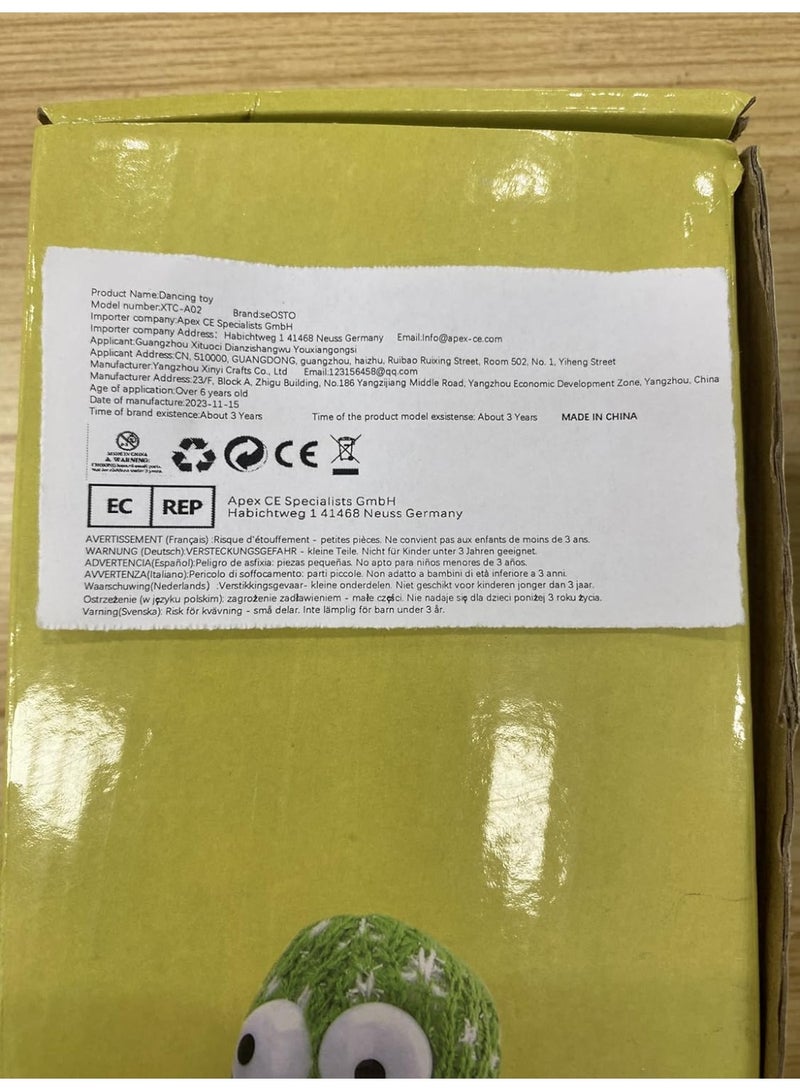 Product Name:Dancing toy
Model number:XTC-A02 Brand:seOSTO
Importer company:Apex CE Specialists GmbH
Importer company Address: Habichtweg 1 41468 Neuss Germany Email:Info@apex-ce.com
Applicant:Guangzhou Xituoci Dianzishangwu Youxiangongsi
Applicant Address:CN, 510000, GUANGDONG, guangzhou, haizhu, Ruibao Ruixing Street, Room 502, No. 1, Yiheng Street
Manufacturer:Yangzhou Xinyi Crafts Co., Ltd Email:123156458@qq.com
Manufacturer Address:23/F, Block A, Zhigu Building, No.186 Yangzijiang Middle Road, Yangzhou Economic Development Zone, Yangzhou, China
Age of application:Over 6 years old
Date of manufacture:2023-11-15
Time of brand existence:About 3 Years Time of the product model exsistense: About 3 Years MADE IN CHINA
MADE IN CHINA
WARNING:
CE
EC REP
Apex CE Specialists GmbH
Habichtweg 1 41468 Neuss Germany
AVERTISSEMENT (Français) :Risque d'étouffement - petites pièces. Ne convient pas aux enfants de moins de 3 ans.
WARNUNG (Deutsch):VERSTECKUNGSGEFAHR - kleine Teile. Nicht für Kinder unter 3 Jahren geeignet.
ADVERTENCIA(Español):Peligro de asfixia: piezas pequeñas. No apto para niños menores de 3 años.
AVVERTENZA(Italiano):Pericolo di soffocamento: parti piccole. Non adatto a bambini di età inferiore a 3 anni.
Waarschuwing(Nederlands) .Verstikkingsgevaar- kleine onderdelen. Niet geschikt voor kinderen jonger dan 3 jaar.
Ostrzeżenie (w języku polskim): zagrożenie zadławieniem - małe części. Nie nadaje się dla dzieci poniżej 3 roku życia.
Varning(Svenska): Risk för kvävning - små delar. Inte lämplig för barn under 3 år.